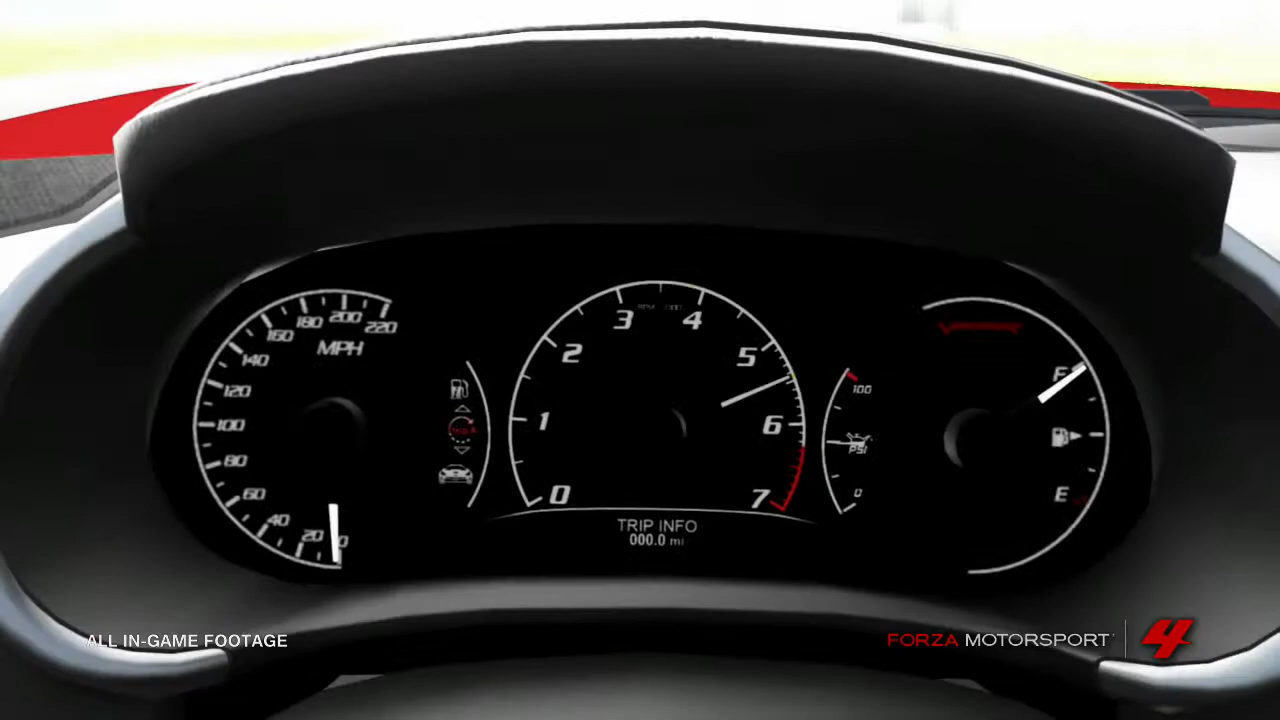 220
200
180
160
140
120
100
80
60
40
20
0
MPH
0
1
2
3
4
5
6
7
TRIP INFO
000.0 mi
100
PSI
0
F
E
ALL IN-GAME FOOTAGE
FORZA MOTORSPORT 4